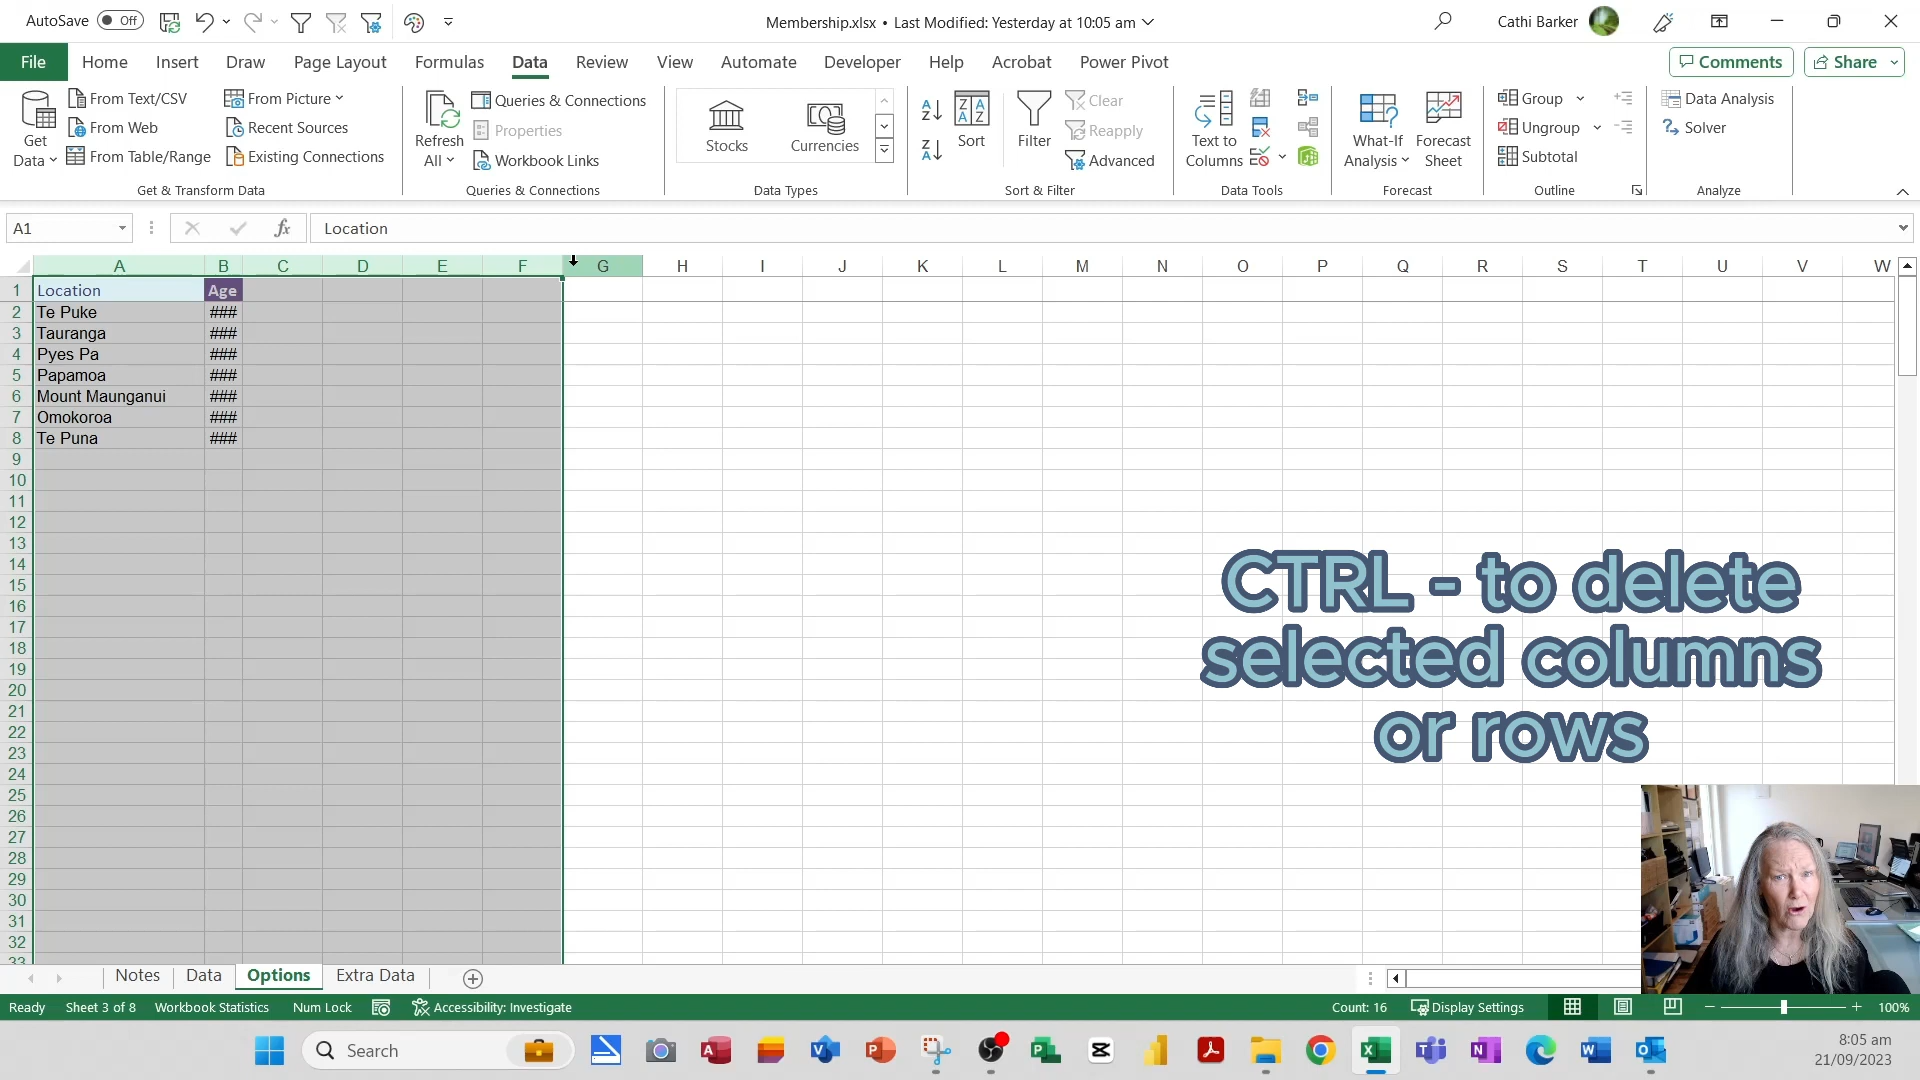 AutoSave Off
Membership.xlsx • Last Modified: Yesterday at 10:05 am
Cathi Barker
File Home Insert Draw Page Layout Formulas Data Review View Automate Developer Help Acrobat Power Pivot
Comments Share
Get Data
From Text/CSV
From Web
From Table/Range
From Picture
Recent Sources
Existing Connections
Get & Transform Data
Refresh All
Queries & Connections
Properties
Workbook Links
Queries & Connections
Stocks
Currencies
Data Types
Sort
Filter
Clear
Reapply
Advanced
Sort & Filter
Text to Columns
Data Tools
What-If Analysis
Forecast Sheet
Forecast
Group
Ungroup
Subtotal
Outline
Data Analysis
Solver
Analyze
A1 fx Location
A B C D E F G H I J K L M N O P Q R S T U V W
1 Location Age
2 Te Puke ###
3 Tauranga ###
4 Pyes Pa ###
5 Papamoa ###
6 Mount Maunganui ###
7 Omokoroa ###
8 Te Puna ###
9
10
11
12
13
14
15
16
17
18
19
20
21
22
23
24
25
26
27
28
29
30
31
32
33
CTRL - to delete
selected columns
or rows
Notes Data Options Extra Data
Ready Sheet 3 of 8 Workbook Statistics Num Lock Accessibility: Investigate Count: 16 Display Settings 100%
Search
8:05 am
21/09/2023